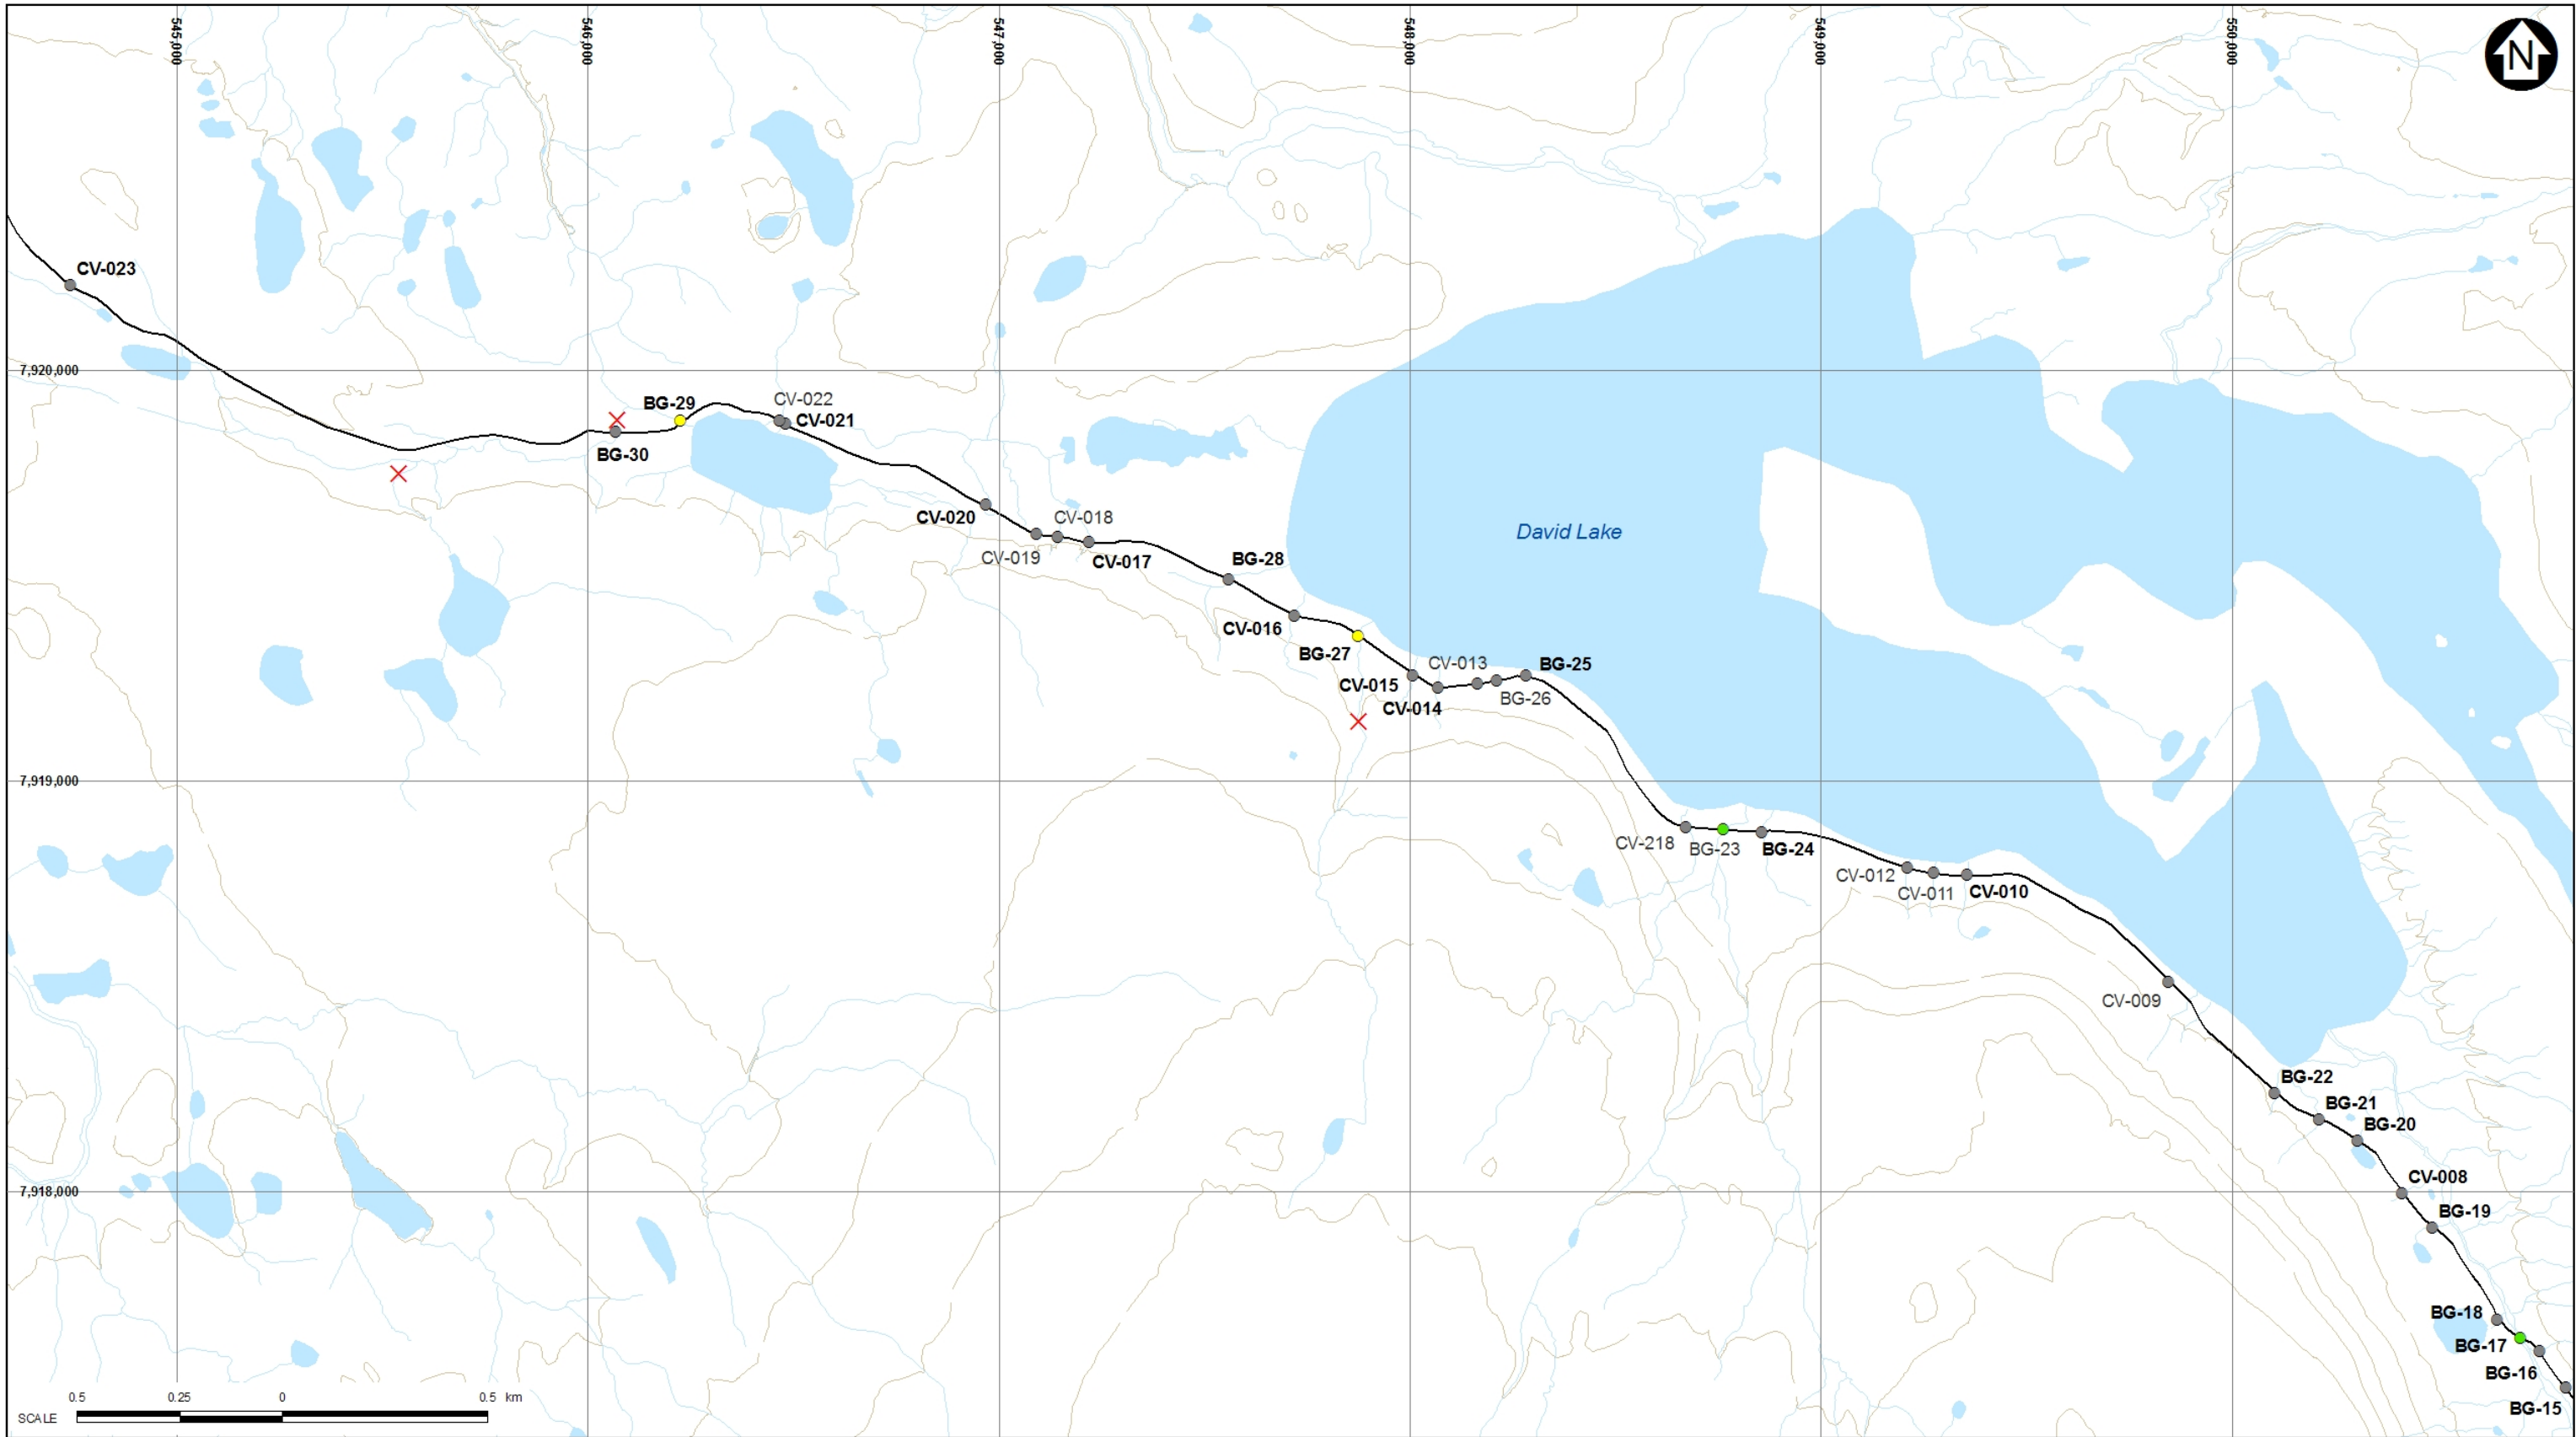 545,000
546,000
547,000
548,000
549,000
550,000
N
CV-023
7,920,000
BG-29
CV-022
CV-021
BG-30
CV-020
CV-018
CV-019
CV-017
David Lake
BG-28
CV-016
BG-27
CV-013
BG-25
CV-015
BG-26
CV-014
7,919,000
CV-218
BG-23
BG-24
CV-012
CV-011
CV-010
CV-009
BG-22
BG-21
BG-20
CV-008
7,918,000
BG-19
BG-18
BG-17
BG-16
BG-15
0.5 0.25 0 0.5 km
SCALE